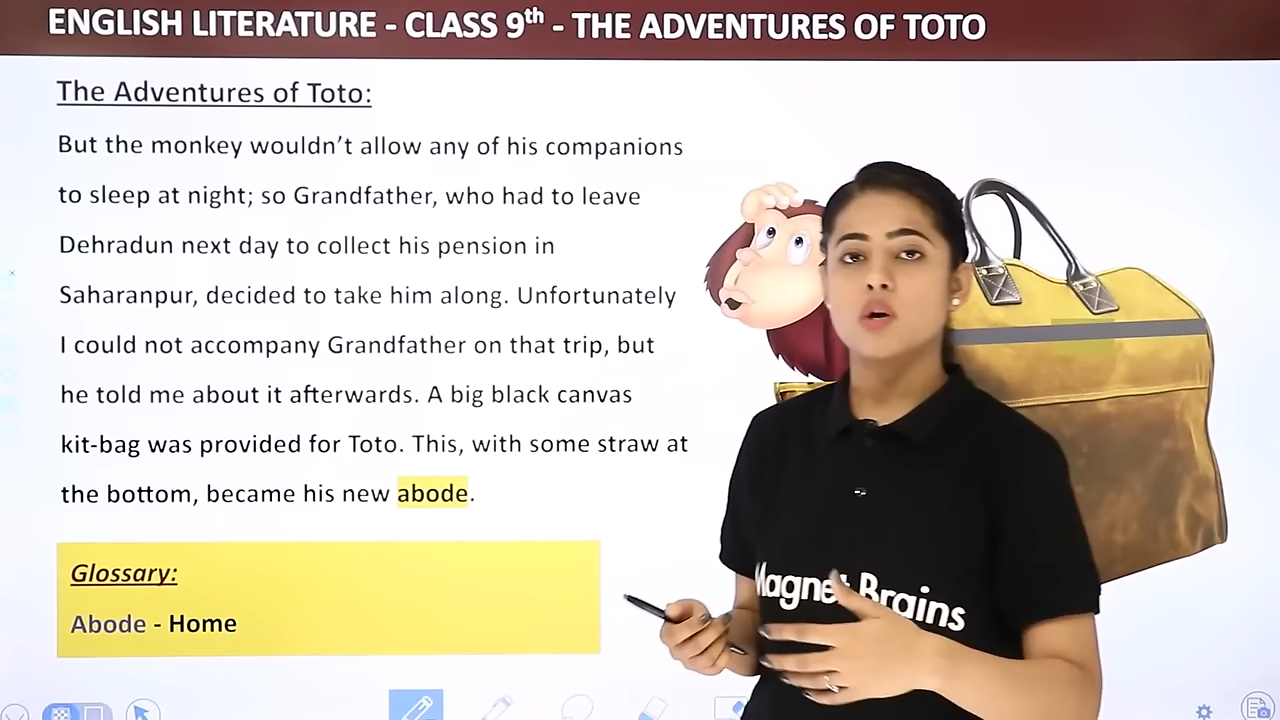 ENGLISH LITERATURE - CLASS 9th - THE ADVENTURES OF TOTO
The Adventures of Toto:
But the monkey wouldn't allow any of his companions
to sleep at night; so Grandfather, who had to leave
Dehradun next day to collect his pension in
Saharanpur, decided to take him along. Unfortunately
I could not accompany Grandfather on that trip, but
he told me about it afterwards. A big black canvas
kit-bag was provided for Toto. This, with some straw at
the bottom, became his new abode.
Glossary:
Abode - Home
Magnet Brains